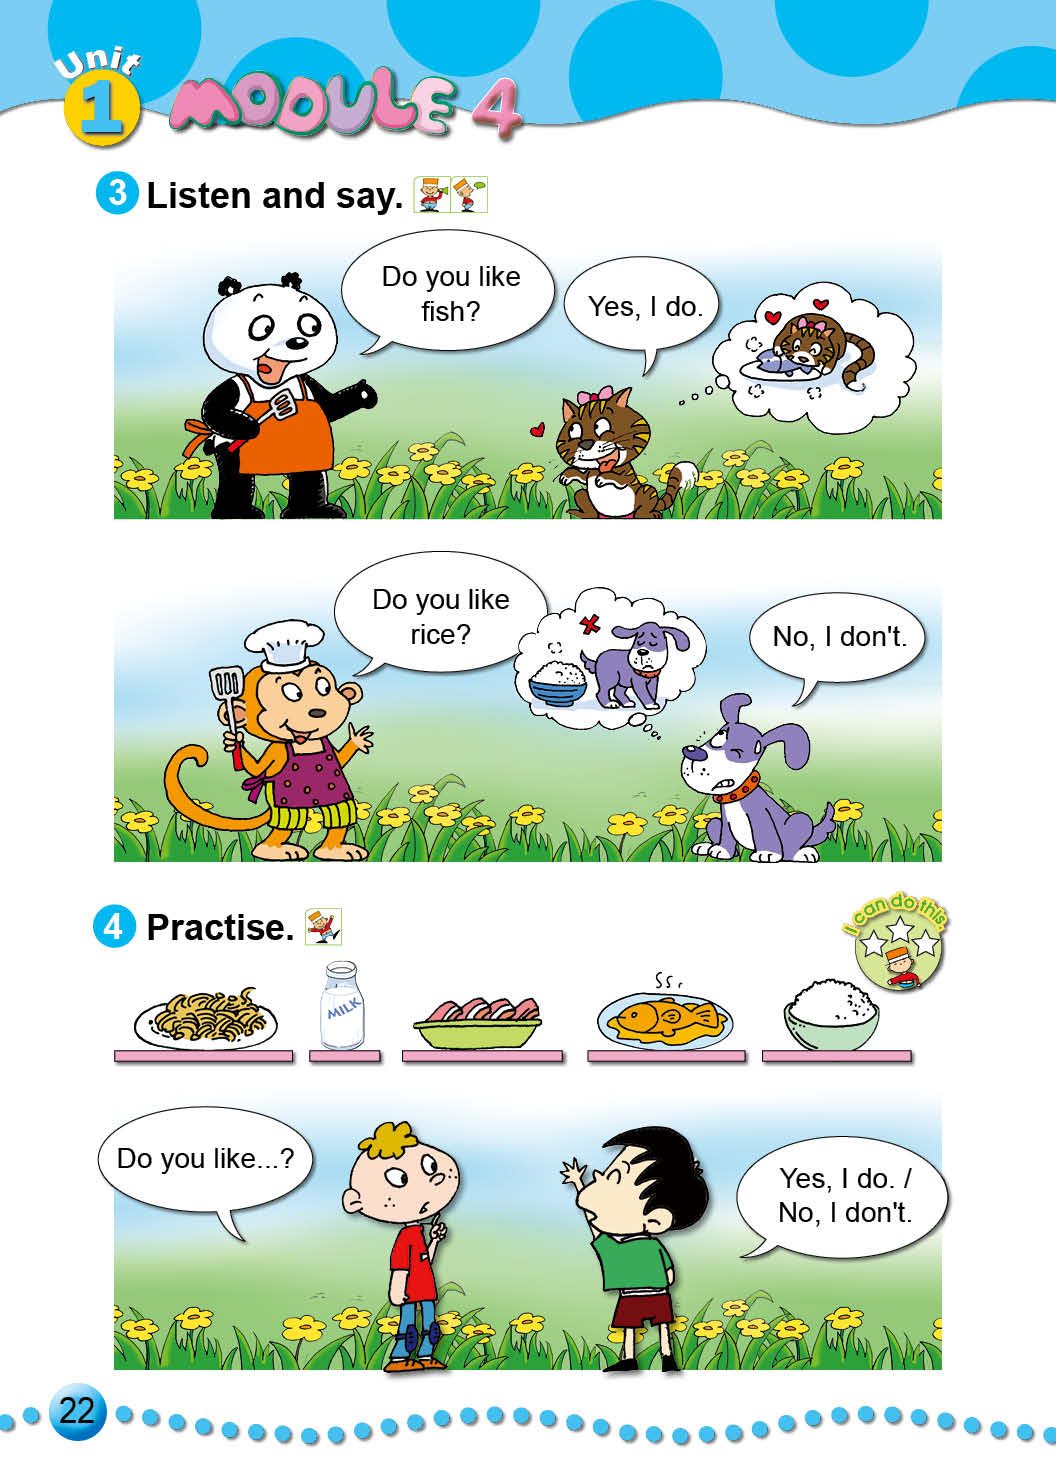 Unit
1
MODULE 4
3 Listen and say.
Do you like
fish?
Yes, I do.
Do you like
rice?
No, I don't.
4 Practise.
I can do this.
MILK
Do you like...?
Yes, I do. /
No, I don't.
22